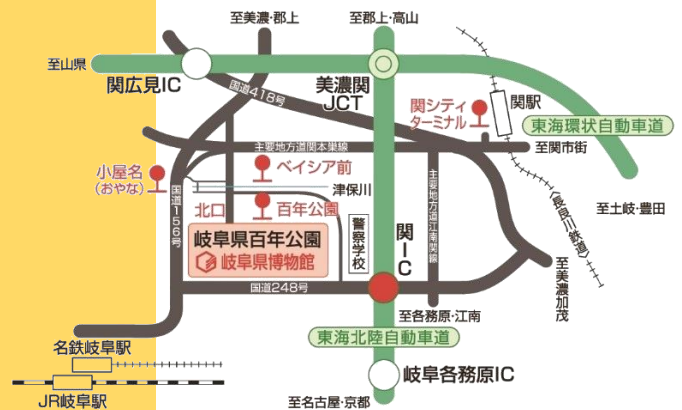 至美濃・郡上
至郡上・高山
至山県
関広見IC
国道418号
美濃関
JCT
関シティ
ターミナル
関駅
東海環状自動車道
主要地方道関本巣線
至関市街
小屋名
(おやな)
ベイシア前
津保川
国道156号
北口
百年公園
警察学校
関IC
主要地方道江南関線
〈長良川鉄道〉
至土岐・豊田
岐阜県百年公園
岐阜県博物館
国道248号
至美濃加茂
至各務原・江南
東海北陸自動車道
名鉄岐阜駅
岐阜各務原IC
JR岐阜駅
至名古屋・京都